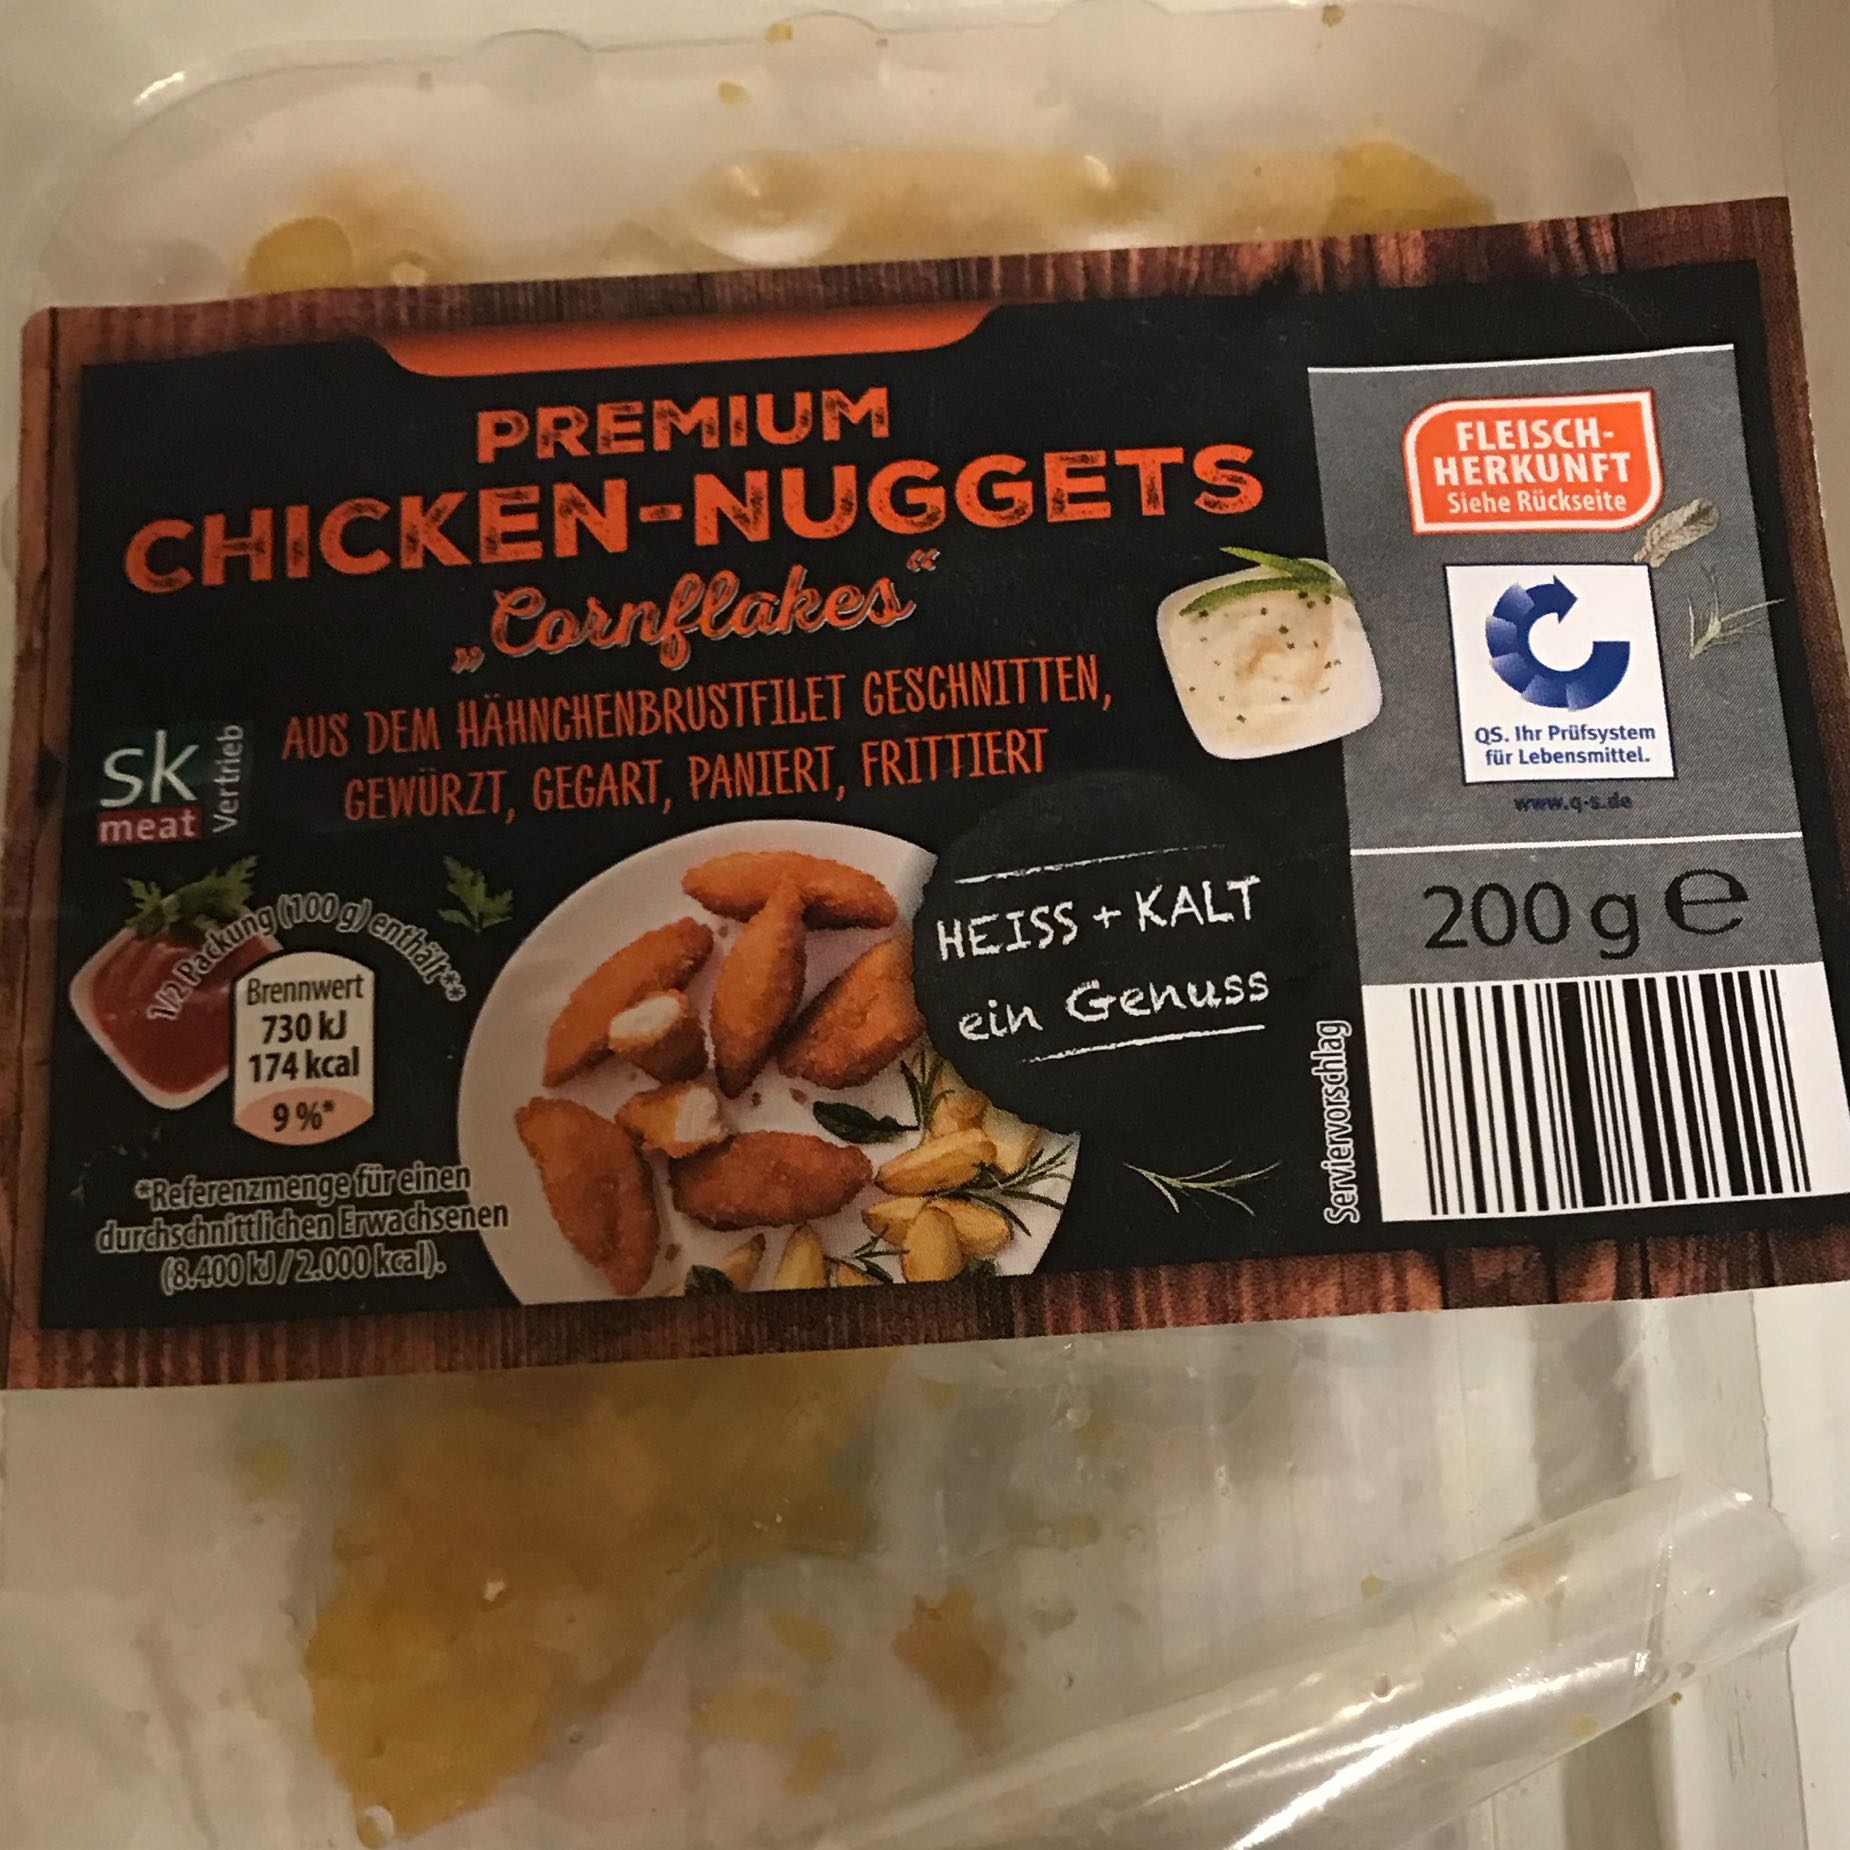 PREMIUM
CHICKEN-NUGGETS
„Cornflakes“
AUS DEM HÄHNCHENBRUSTFILET GESCHNITTEN,
GEWÜRZT, GEGART, PANIERT, FRITTIERT
sk
meat
Vertrieb
1/2 Packung (100 g) enthält**
Brennwert
730 kJ
174 kcal
9 %*
*Referenzmenge für einen
durchschnittlichen Erwachsenen
(8.400 kJ / 2.000 kcal).
HEISS + KALT
ein Genuss
Serviervorschlag
FLEISCH-
HERKUNFT
Siehe Rückseite
QS. Ihr Prüfsystem
für Lebensmittel.
www.q-s.de
200 g e